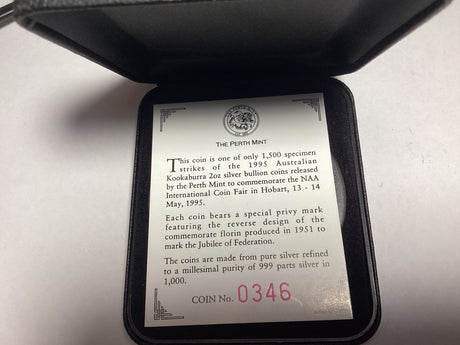 THE PERTH MINT
This coin is one of only 1,500 specimen
strikes of the 1995 Australian
Kookaburra 2oz silver bullion coins released
by the Perth Mint to commemorate the NAA
International Coin Fair in Hobart, 13 - 14
May, 1995.
Each coin bears a special privy mark
featuring the reverse design of the
commemorate florin produced in 1951 to
mark the Jubilee of Federation.
The coins are made from pure silver refined
to a millesimal purity of 999 parts silver in
1,000.
COIN No. 0346